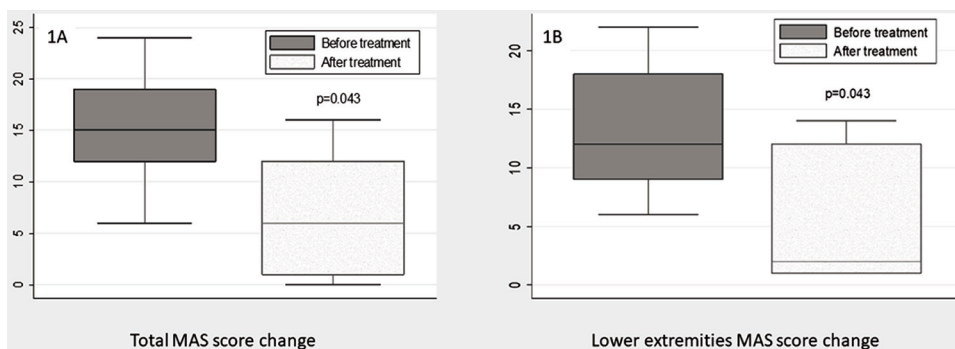 1A
Before treatment
After treatment
p=0.043
25
20
15
10
5
0
Total MAS score change
1B
Before treatment
After treatment
p=0.043
20
15
10
5
0
Lower extremities MAS score change